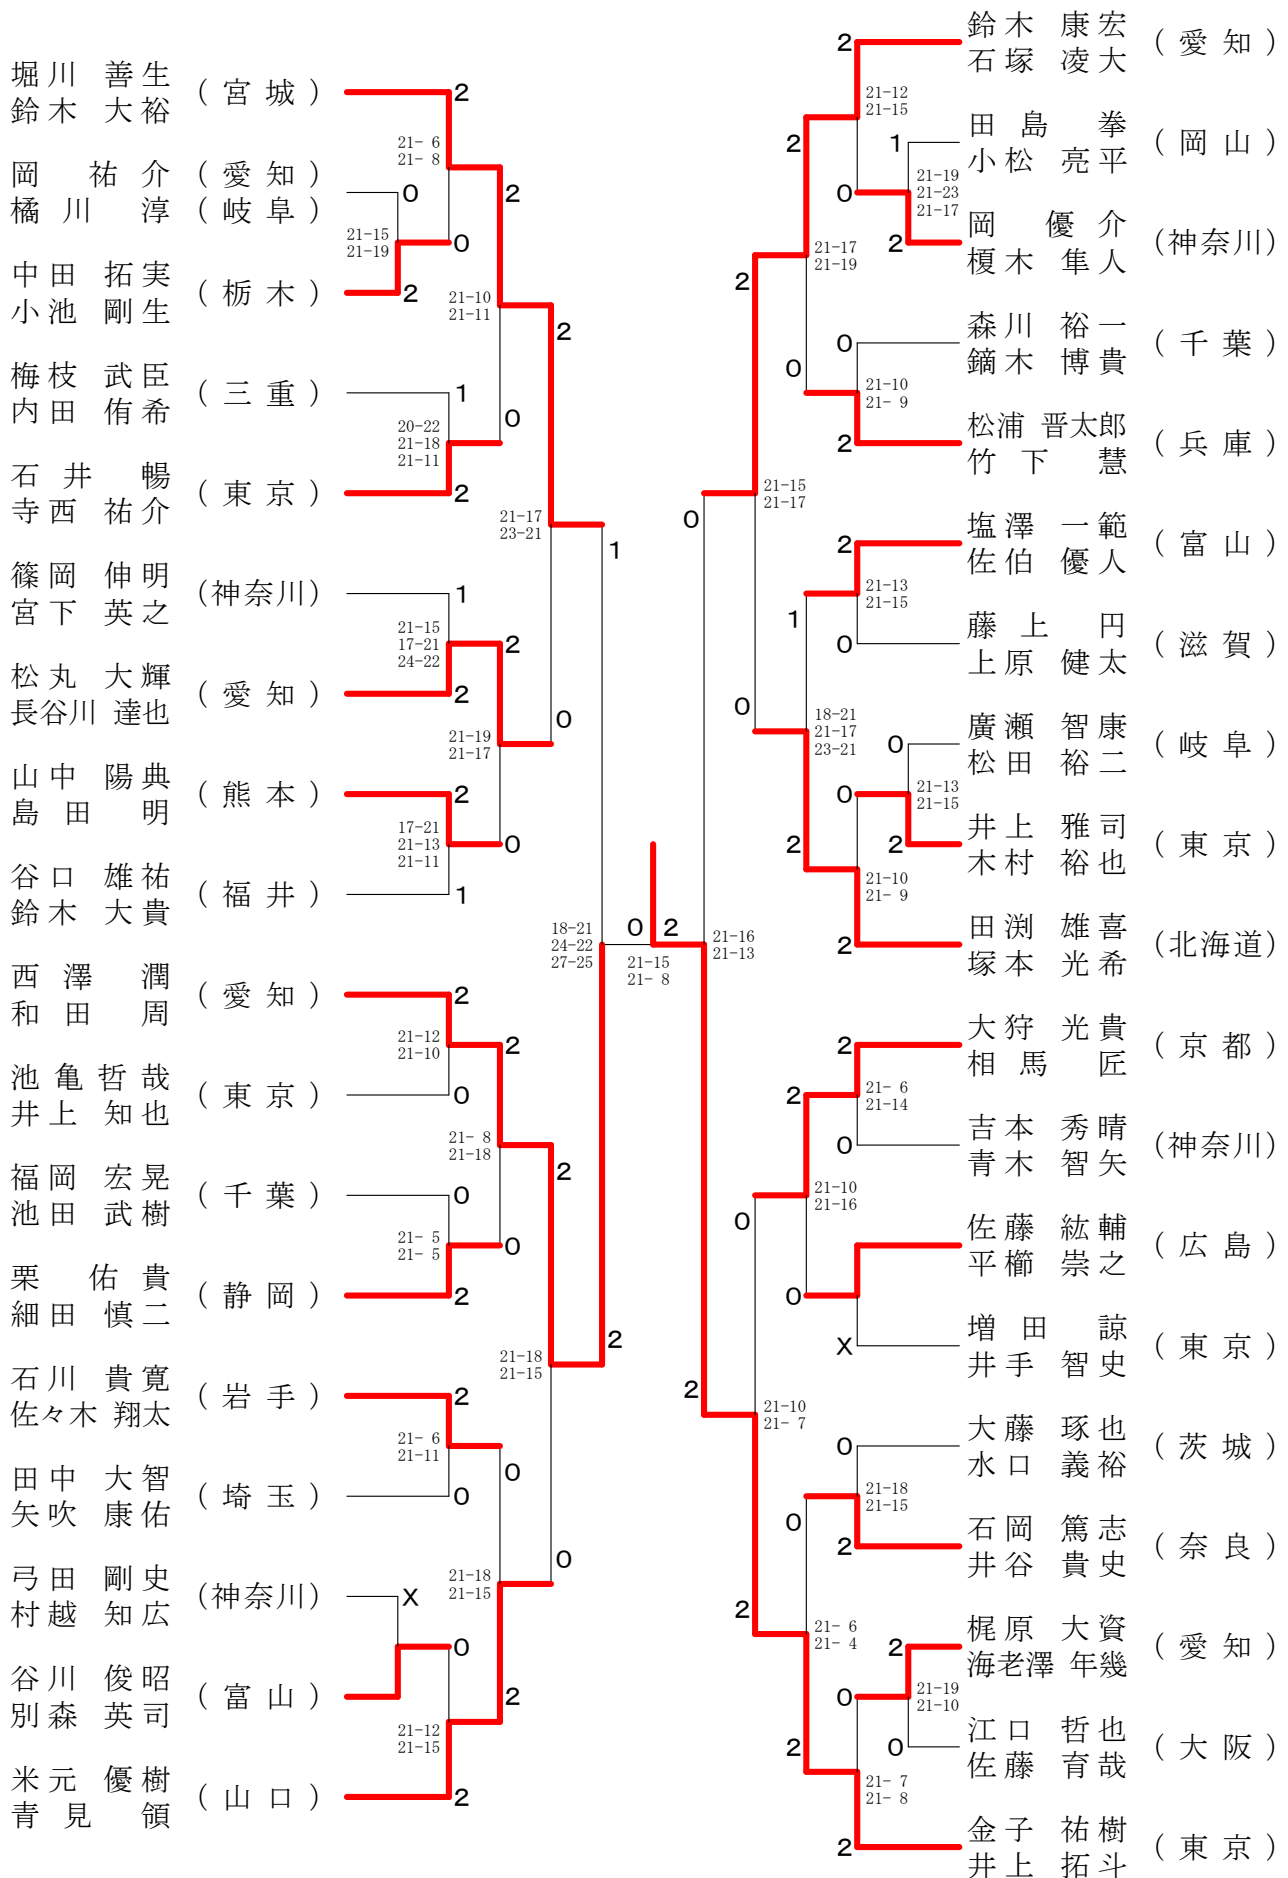 堀川 善生
鈴木 大裕
(宮城)
2
21- 6
21- 8
2
岡 祐介
橘川 淳
(愛知)
(岐阜)
0
21-15
21-19
0
中田 拓実
小池 剛生
(栃木)
2
21-10
21-11
2
梅枝 武臣
内田 侑希
(三重)
1
0
20-22
21-18
21-11
石井 暢
寺西 祐介
(東京)
2
21-17
23-21
1
篠岡 伸明
宮下 英之
(神奈川)
1
21-15
17-21
24-22
2
松丸 大輝
長谷川 達也
(愛知)
2
0
21-19
21-17
山中 陽典
島田 明
(熊本)
2
17-21
21-13
21-11
0
谷口 雄祐
鈴木 大貴
(福井)
1
18-21
24-22
27-25
0
2
21-15
21- 8
西澤 潤
和田 周
(愛知)
2
21-12
21-10
2
池亀 哲哉
井上 知也
(東京)
0
21- 8
21-18
2
福岡 宏晃
池田 武樹
(千葉)
0
21- 5
21- 5
0
栗 佑貴
細田 慎二
(静岡)
2
21-18
21-15
2
石川 貴寛
佐々木 翔太
(岩手)
2
21- 6
21-11
0
田中 大智
矢吹 康佑
(埼玉)
0
21-18
21-15
0
弓田 剛史
村越 知広
(神奈川)
X
0
谷川 俊昭
別森 英司
(富山)
2
21-12
21-15
米元 優樹
青見 領
(山口)
2
2
鈴木 康宏
石塚 凌大
(愛知)
21-12
21-15
2
1
田島 拳
小松 亮平
(岡山)
21-19
21-23
21-17
0
2
岡 優介
榎木 隼人
(神奈川)
21-17
21-19
2
0
森川 裕一
鏑木 博貴
(千葉)
0
21-10
21- 9
2
松浦 晋太郎
竹下 慧
(兵庫)
21-15
21-17
0
2
塩澤 一範
佐伯 優人
(富山)
21-13
21-15
1
0
藤上 円
上原 健太
(滋賀)
0
18-21
21-17
23-21
0
廣瀬 智康
松田 裕二
(岐阜)
21-13
21-15
0
2
2
井上 雅司
木村 裕也
(東京)
21-10
21- 9
2
田渕 雄喜
塚本 光希
(北海道)
21-16
21-13
2
大狩 光貴
相馬 匠
(京都)
21- 6
21-14
2
0
吉本 秀晴
青木 智矢
(神奈川)
21-10
21-16
0
佐藤 紘輔
平櫛 崇之
(広島)
0
X
増田 諒
井手 智史
(東京)
2
21-10
21- 7
0
大藤 琢也
水口 義裕
(茨城)
21-18
21-15
0
2
石岡 篤志
井谷 貴史
(奈良)
2
21- 6
21- 4
2
梶原 大資
海老澤 年幾
(愛知)
21-19
21-10
0
2
0
江口 哲也
佐藤 育哉
(大阪)
21- 7
21- 8
2
金子 祐樹
井上 拓斗
(東京)